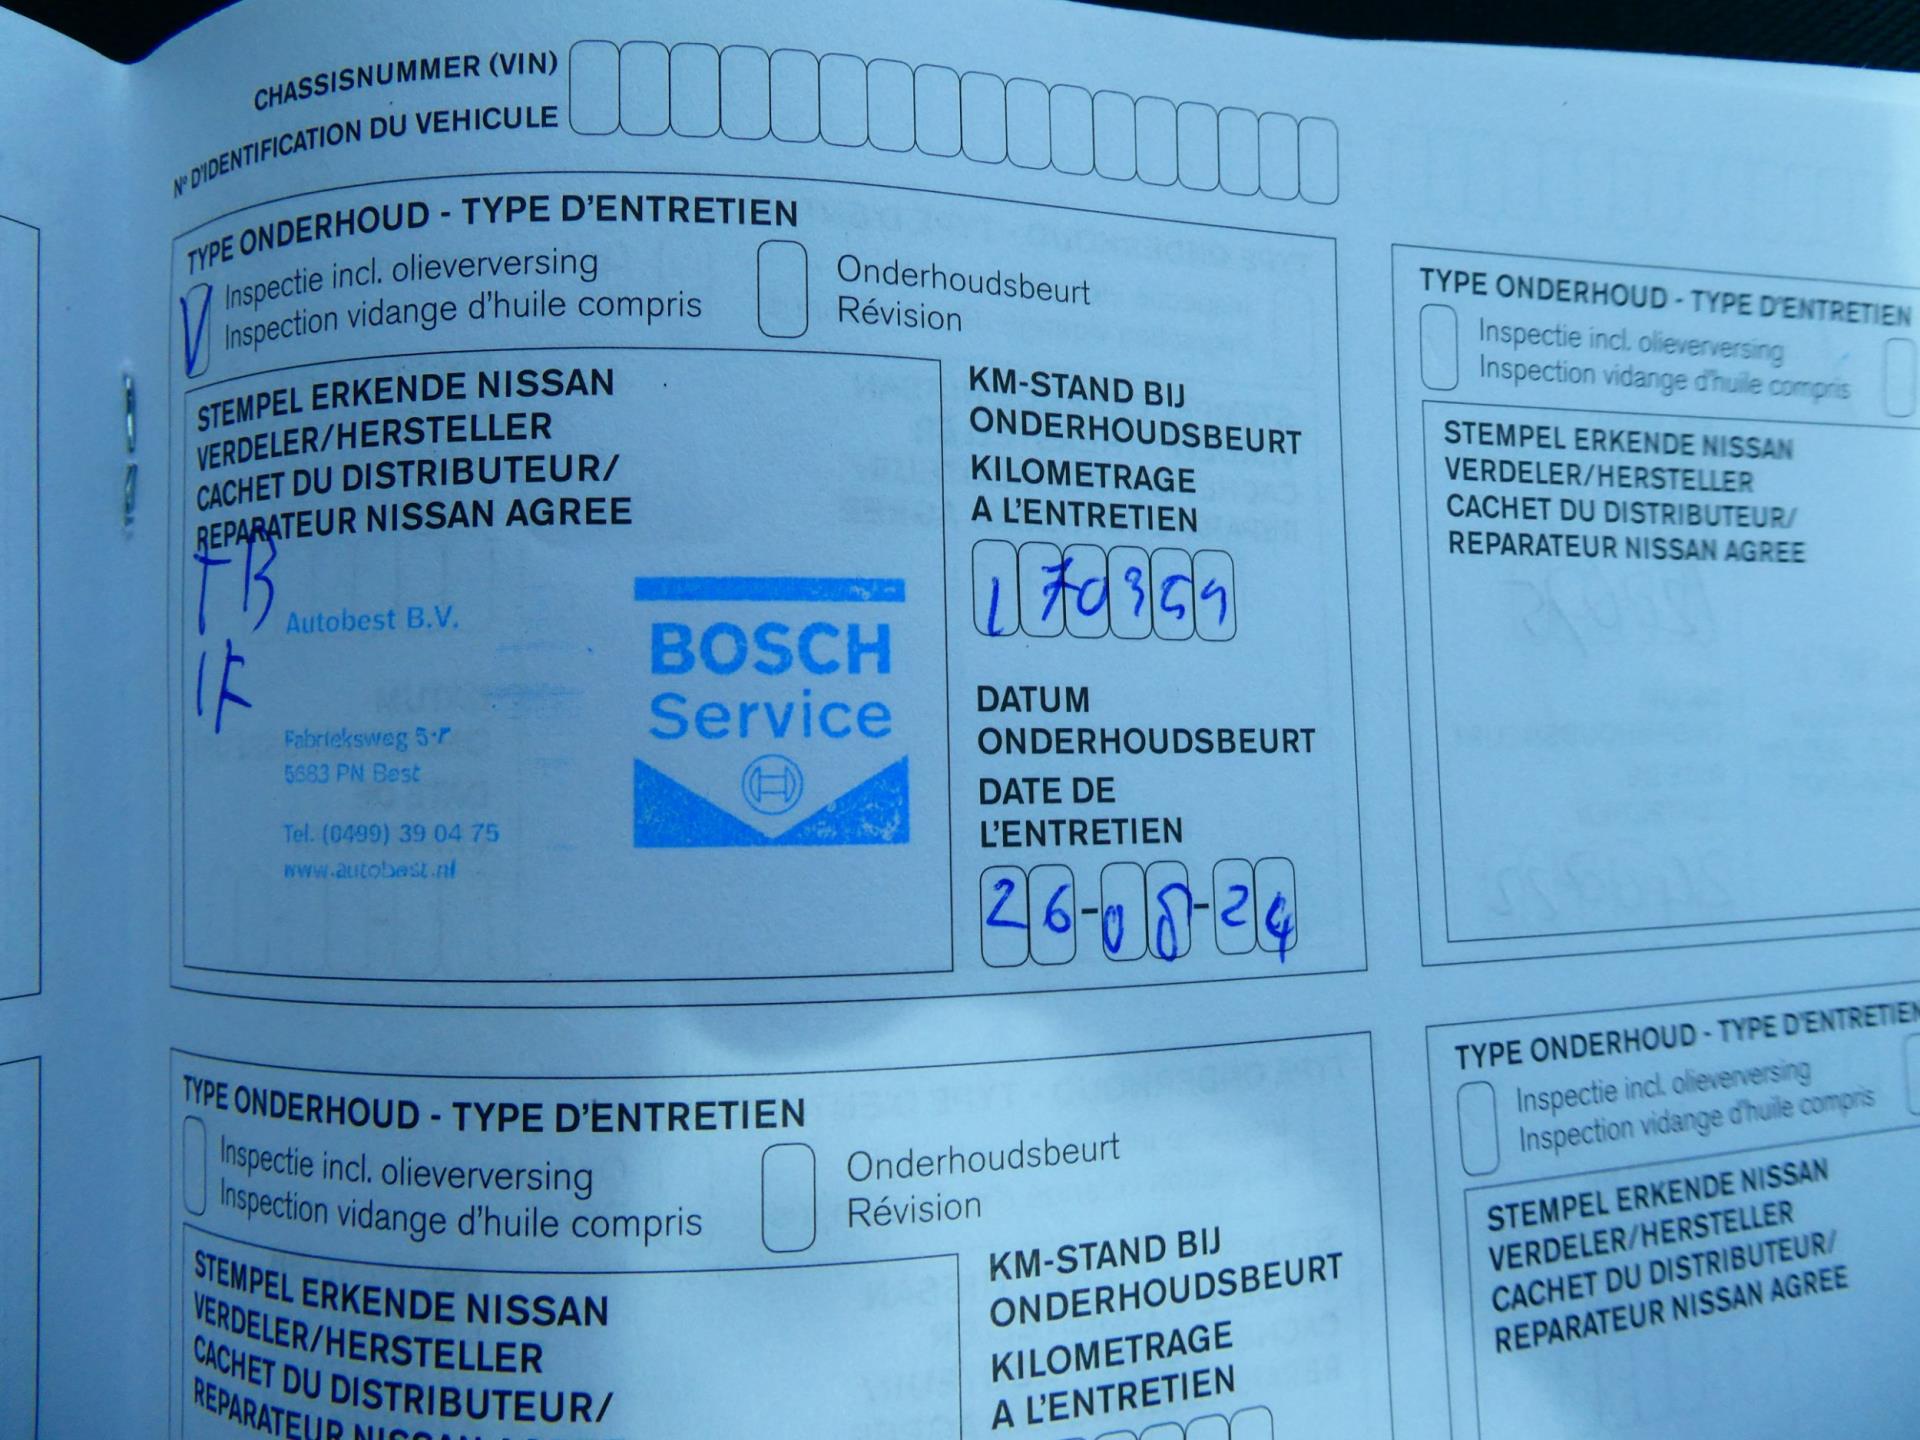 CHASSISNUMMER (VIN)
N° D'IDENTIFICATION DU VEHICULE
TYPE ONDERHOUD - TYPE D'ENTRETIEN
V
Inspectie incl. olieverversing
Inspection vidange d'huile compris
Onderhoudsbeurt
Révision
STEMPEL ERKENDE NISSAN
VERDELER/HERSTELLER
CACHET DU DISTRIBUTEUR/
REPARATEUR NISSAN AGREE
TB
Autobest B.V.
Fabrieksweg
5683 PN Best
Tel. (0499) 39 04 75
www.autobest.nl
BOSCH
Service
KM-STAND BIJ
ONDERHOUDSBEURT
KILOMETRAGE
A L'ENTRETIEN
170359
DATUM
ONDERHOUDSBEURT
DATE DE
L'ENTRETIEN
26-08-24
TYPE ONDERHOUD - TYPE D'ENTRETIEN
Inspectie incl. olieverversing
Inspection vidange d'huile compris
STEMPEL ERKENDE NISSAN
VERDELER/HERSTELLER
CACHET DU DISTRIBUTEUR/
REPARATEUR NISSAN AGREE
TYPE ONDERHOUD - TYPE D'ENTRETIEN
Inspectie incl. olieverversing
Inspection vidange d'huile compris
Onderhoudsbeurt
Révision
STEMPEL ERKENDE NISSAN
VERDELER/HERSTELLER
CACHET DU DISTRIBUTEUR/
REPARATEUR NISSAN AGREE
KM-STAND BIJ
ONDERHOUDSBEURT
KILOMETRAGE
A L'ENTRETIEN
TYPE ONDERHOUD - TYPE D'ENTRETIEN
Inspectie incl. olieverversing
Inspection vidange d'huile compris
STEMPEL ERKENDE NISSAN
VERDELER/HERSTELLER
CACHET DU DISTRIBUTEUR/
REPARATEUR NISSAN AGREE